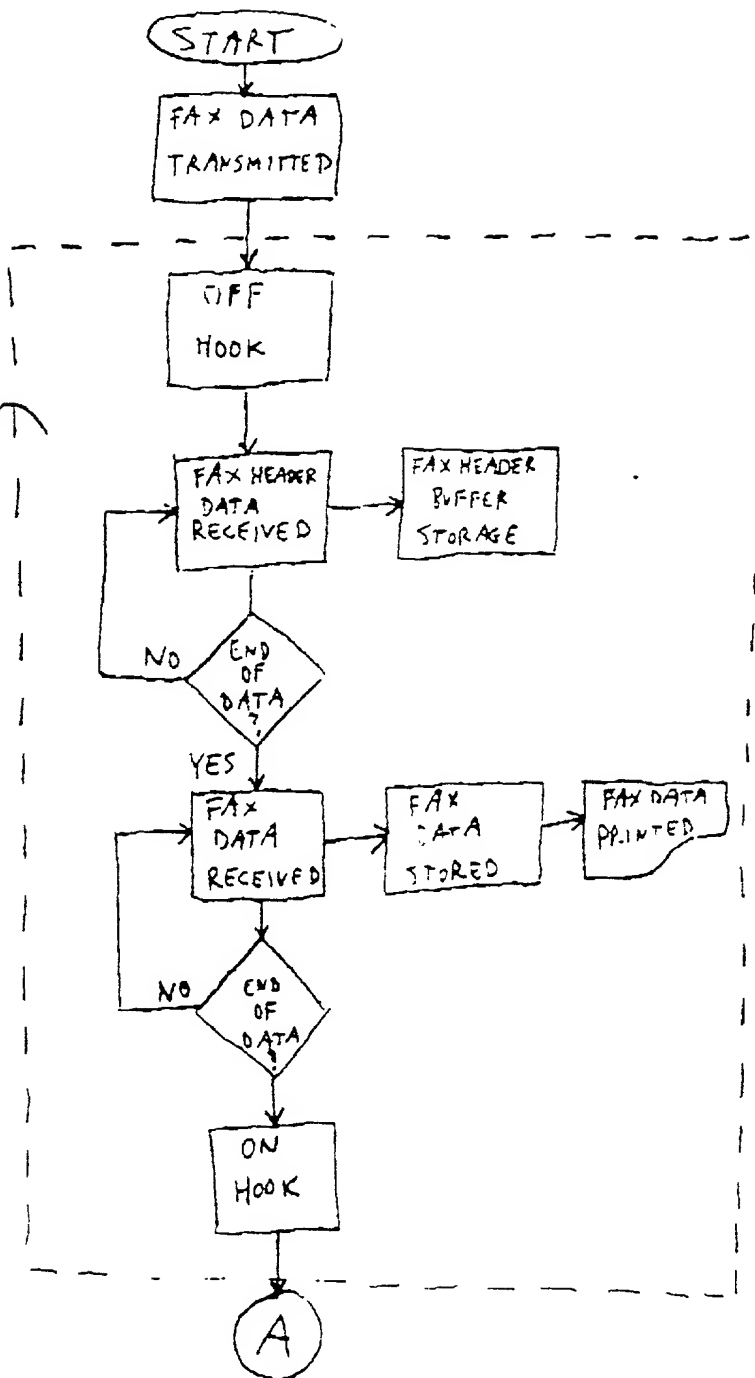 START
FAX DATA
TRANSMITTED
OFF
HOOK
FAX HEADER
DATA
RECEIVED
FAX HEADER
BUFFER
STORAGE
NO
END
OF
DATA
?
YES
FAX
DATA
RECEIVED
FAX
DATA
STORED
FAX DATA
PRINTED
NO
END
OF
DATA
?
ON
HOOK
A